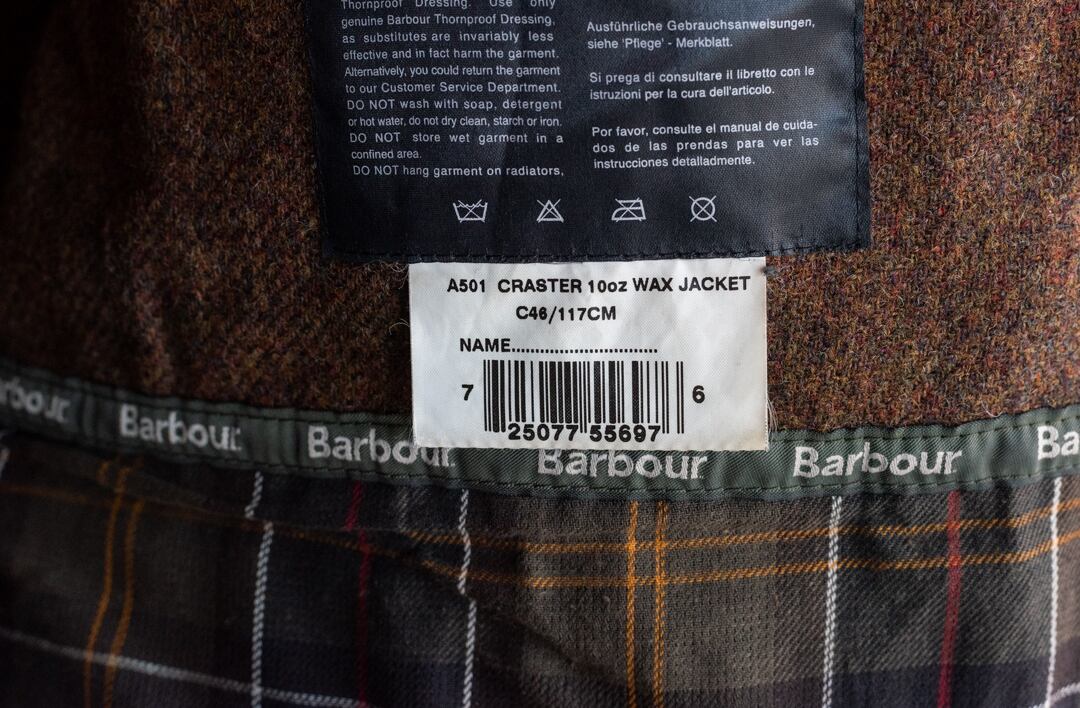 Thornproof Dressing. Use only
genuine Barbour Thornproof Dressing,
as substitutes are invariably less
effective and in fact harm the garment.
Alternatively, you could return the garment
to our Customer Service Department.
DO NOT wash with soap, detergent
or hot water, do not dry clean, starch or iron.
DO NOT store wet garment in a
confined area.
DO NOT hang garment on radiators,
Ausführliche Gebrauchsanweisungen,
siehe 'Pflege' - Merkblatt.
Si prega di consultare il libretto con le
istruzioni per la cura dell'articolo.
Por favor, consulte el manual de cuida-
dos de las prendas para ver las
instrucciones detalladmente.
A501 CRASTER 10oz WAX JACKET
C46/117CM
NAME...............................
7 25077 55697 6
Barbour Barbour Barbour Barbour Barbour Ba